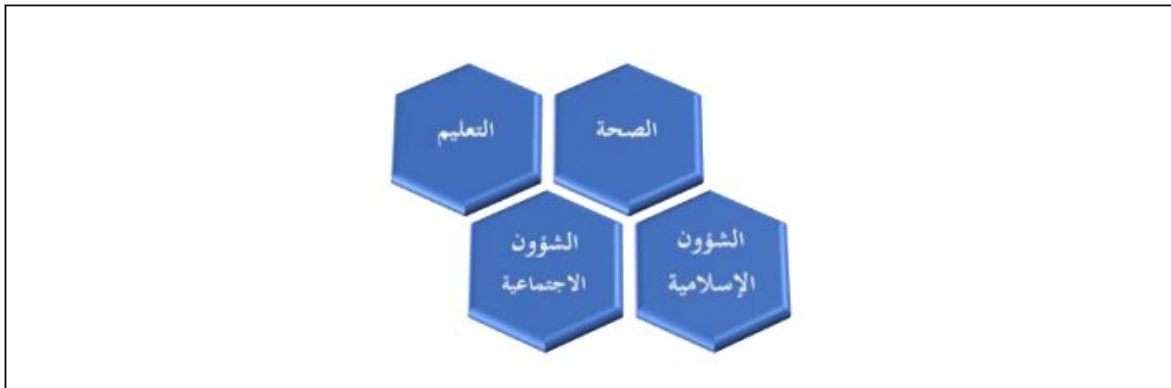 الصحة
التعليم
الشؤون
الإسلامية
الشؤون
الاجتماعية